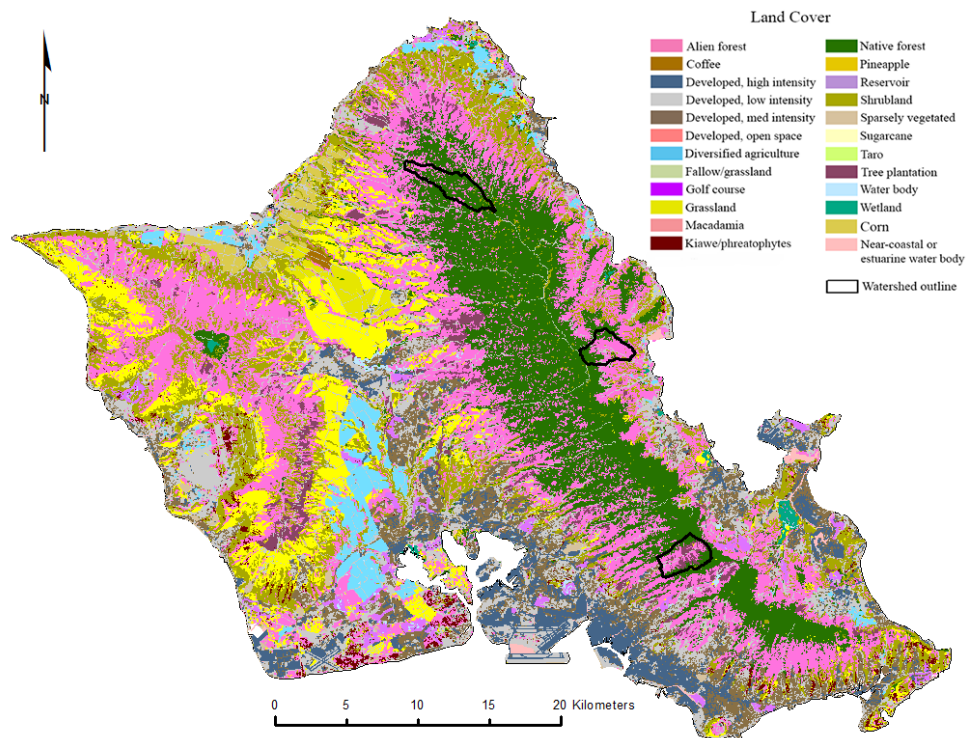 Land Cover
N
Alien forest
Coffee
Developed, high intensity
Developed, low intensity
Developed, med intensity
Developed, open space
Diversified agriculture
Fallow/grassland
Golf course
Grassland
Macadamia
Kiawe/phreatophytes
Native forest
Pineapple
Reservoir
Shrubland
Sparsely vegetated
Sugarcane
Taro
Tree plantation
Water body
Wetland
Corn
Near-coastal or
estuarine water body
Watershed outline
0 5 10 15 20 Kilometers